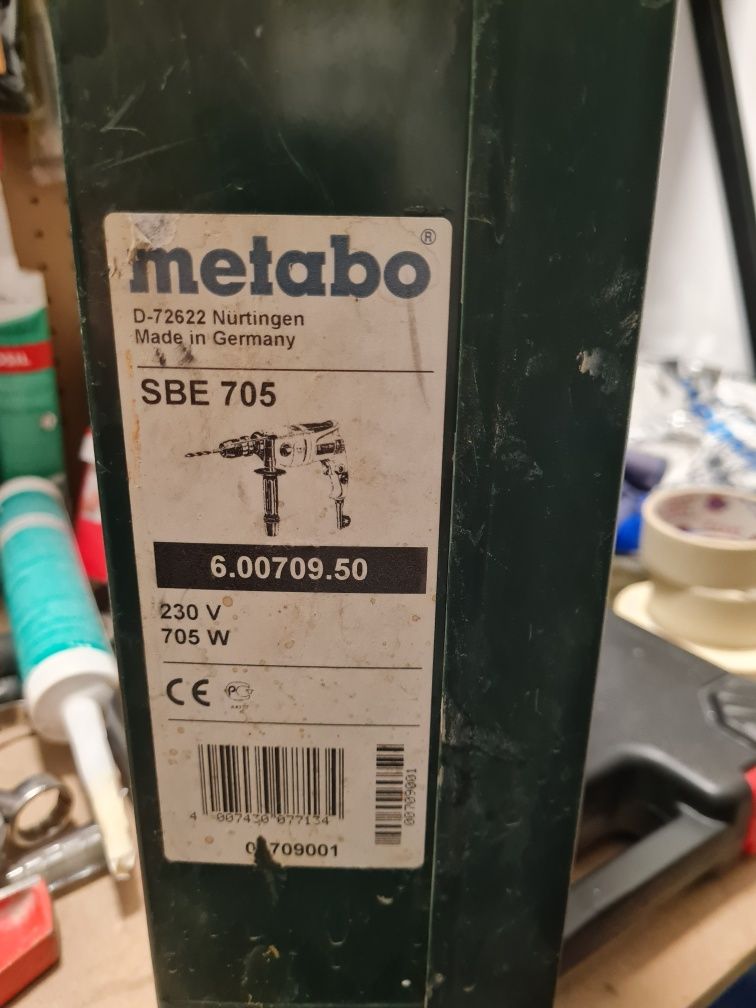 metabo®
D-72622 Nürtingen
Made in Germany
SBE 705
6.00709.50
230 V
705 W
CE
4 007430 077134
00709001